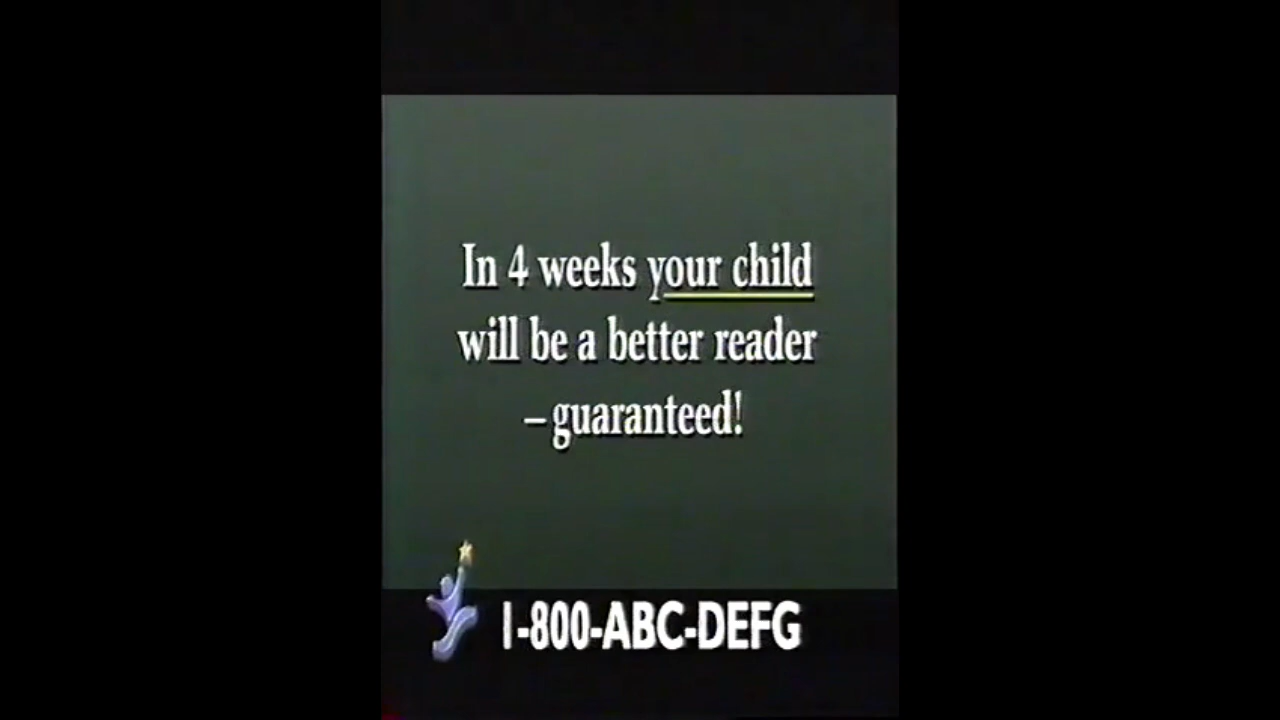 In 4 weeks your child
will be a better reader
–guaranteed!
1-800-ABC-DEFG